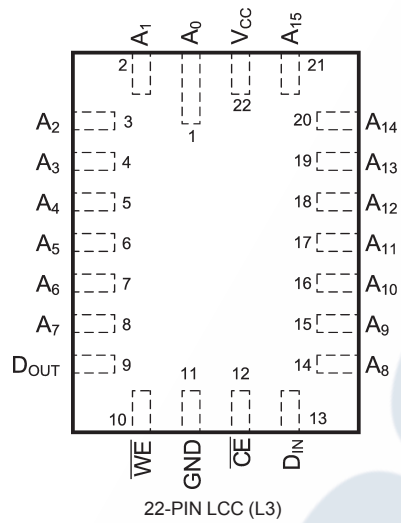 A1 A0 VCC A15
2 1 22 21
A2 3 20 A14
A3 4 19 A13
A4 5 18 A12
A5 6 17 A11
A6 7 16 A10
A7 8 15 A9
DOUT 9 14 A8
10 11 12 13
W̅E̅ GND C̅E̅ DIN
22-PIN LCC (L3)